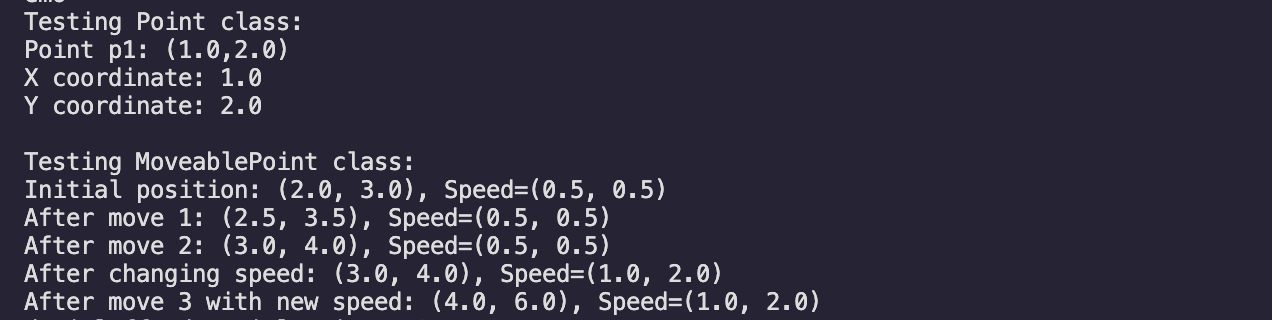 Testing Point class:
Point p1: (1.0,2.0)
X coordinate: 1.0
Y coordinate: 2.0
Testing MoveablePoint class:
Initial position: (2.0, 3.0), Speed=(0.5, 0.5)
After move 1: (2.5, 3.5), Speed=(0.5, 0.5)
After move 2: (3.0, 4.0), Speed=(0.5, 0.5)
After changing speed: (3.0, 4.0), Speed=(1.0, 2.0)
After move 3 with new speed: (4.0, 6.0), Speed=(1.0, 2.0)